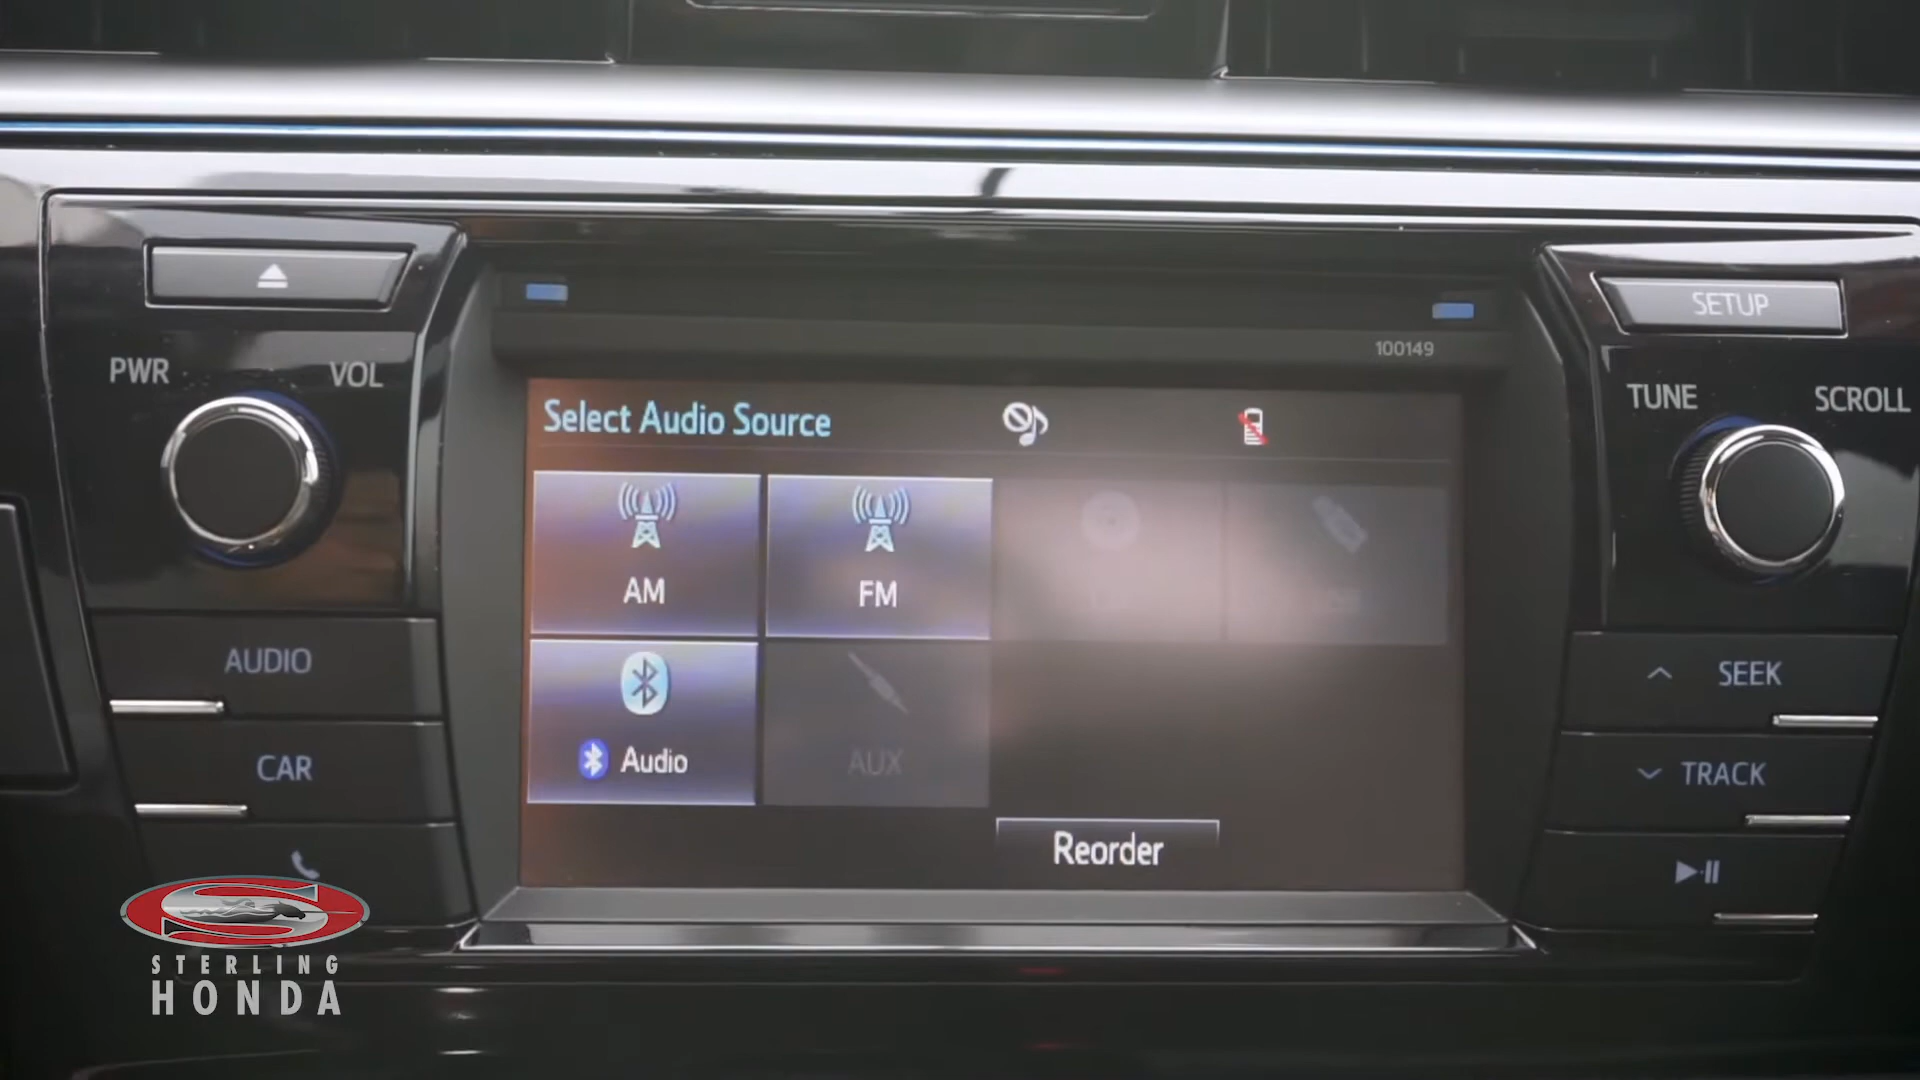 SETUP
100149
PWR VOL
TUNE SCROLL
Select Audio Source
AM
FM
AUDIO
SEEK
CAR
Audio
AUX
TRACK
Reorder
STERLING
HONDA